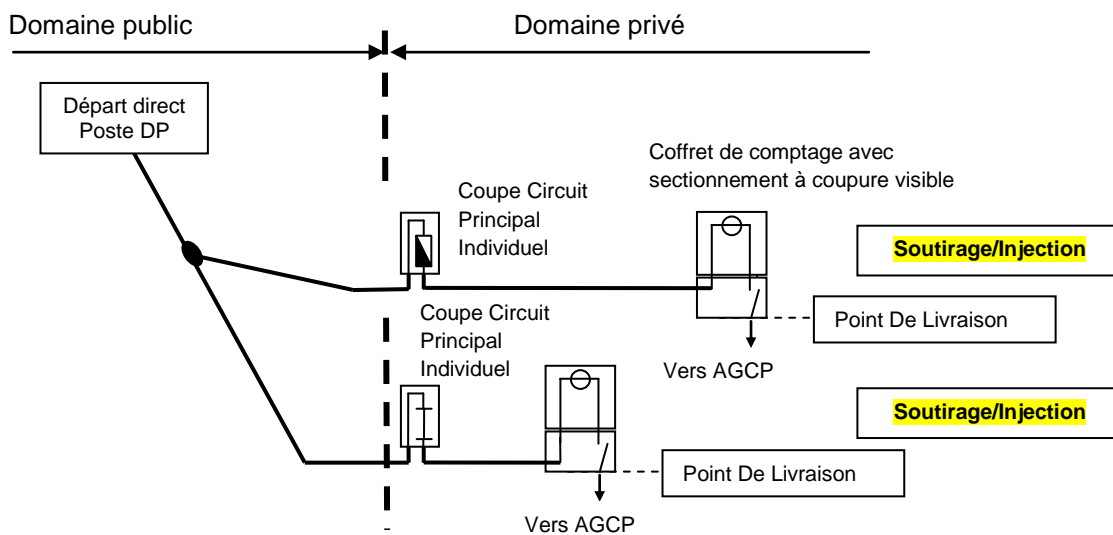 Domaine public
Domaine privé
Départ direct
Poste DP
Coffret de comptage avec
sectionnement à coupure visible
Coupe Circuit
Principal
Individuel
Soutirage/Injection
Coupe Circuit
Principal
Individuel
Point De Livraison
Vers AGCP
Soutirage/Injection
Point De Livraison
Vers AGCP